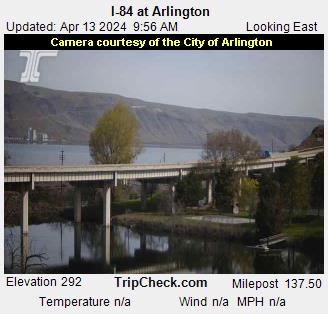 I-84 at Arlington
Updated: Apr 13 2024 9:56 AM Looking East
Camera courtesy of the City of Arlington
Elevation 292 TripCheck.com Milepost 137.50
Temperature n/a Wind n/a MPH n/a